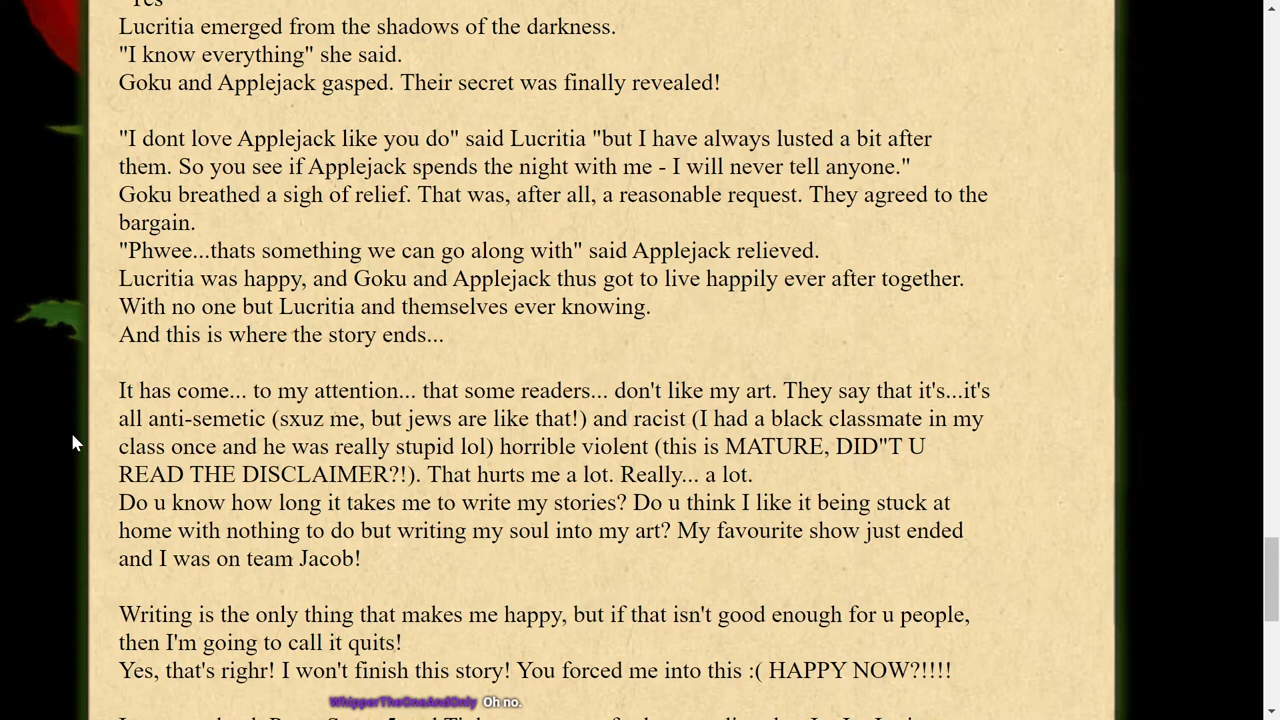 "Yes"
Lucritia emerged from the shadows of the darkness.
"I know everything" she said.
Goku and Applejack gasped. Their secret was finally revealed!
"I dont love Applejack like you do" said Lucritia "but I have always lusted a bit after
them. So you see if Applejack spends the night with me - I will never tell anyone."
Goku breathed a sigh of relief. That was, after all, a reasonable request. They agreed to the
bargain.
"Phwee...thats something we can go along with" said Applejack relieved.
Lucritia was happy, and Goku and Applejack thus got to live happily ever after together.
With no one but Lucritia and themselves ever knowing.
And this is where the story ends...
It has come... to my attention... that some readers... don't like my art. They say that it's...it's
all anti-semetic (sxuz me, but jews are like that!) and racist (I had a black classmate in my
class once and he was really stupid lol) horrible violent (this is MATURE, DID"T U
READ THE DISCLAIMER?!). That hurts me a lot. Really... a lot.
Do u know how long it takes me to write my stories? Do u think I like it being stuck at
home with nothing to do but writing my soul into my art? My favourite show just ended
and I was on team Jacob!
Writing is the only thing that makes me happy, but if that isn't good enough for u people,
then I'm going to call it quits!
Yes, that's righr! I won't finish this story! You forced me into this :( HAPPY NOW?!!!!
WhipperTheOneAndOnly Oh no.